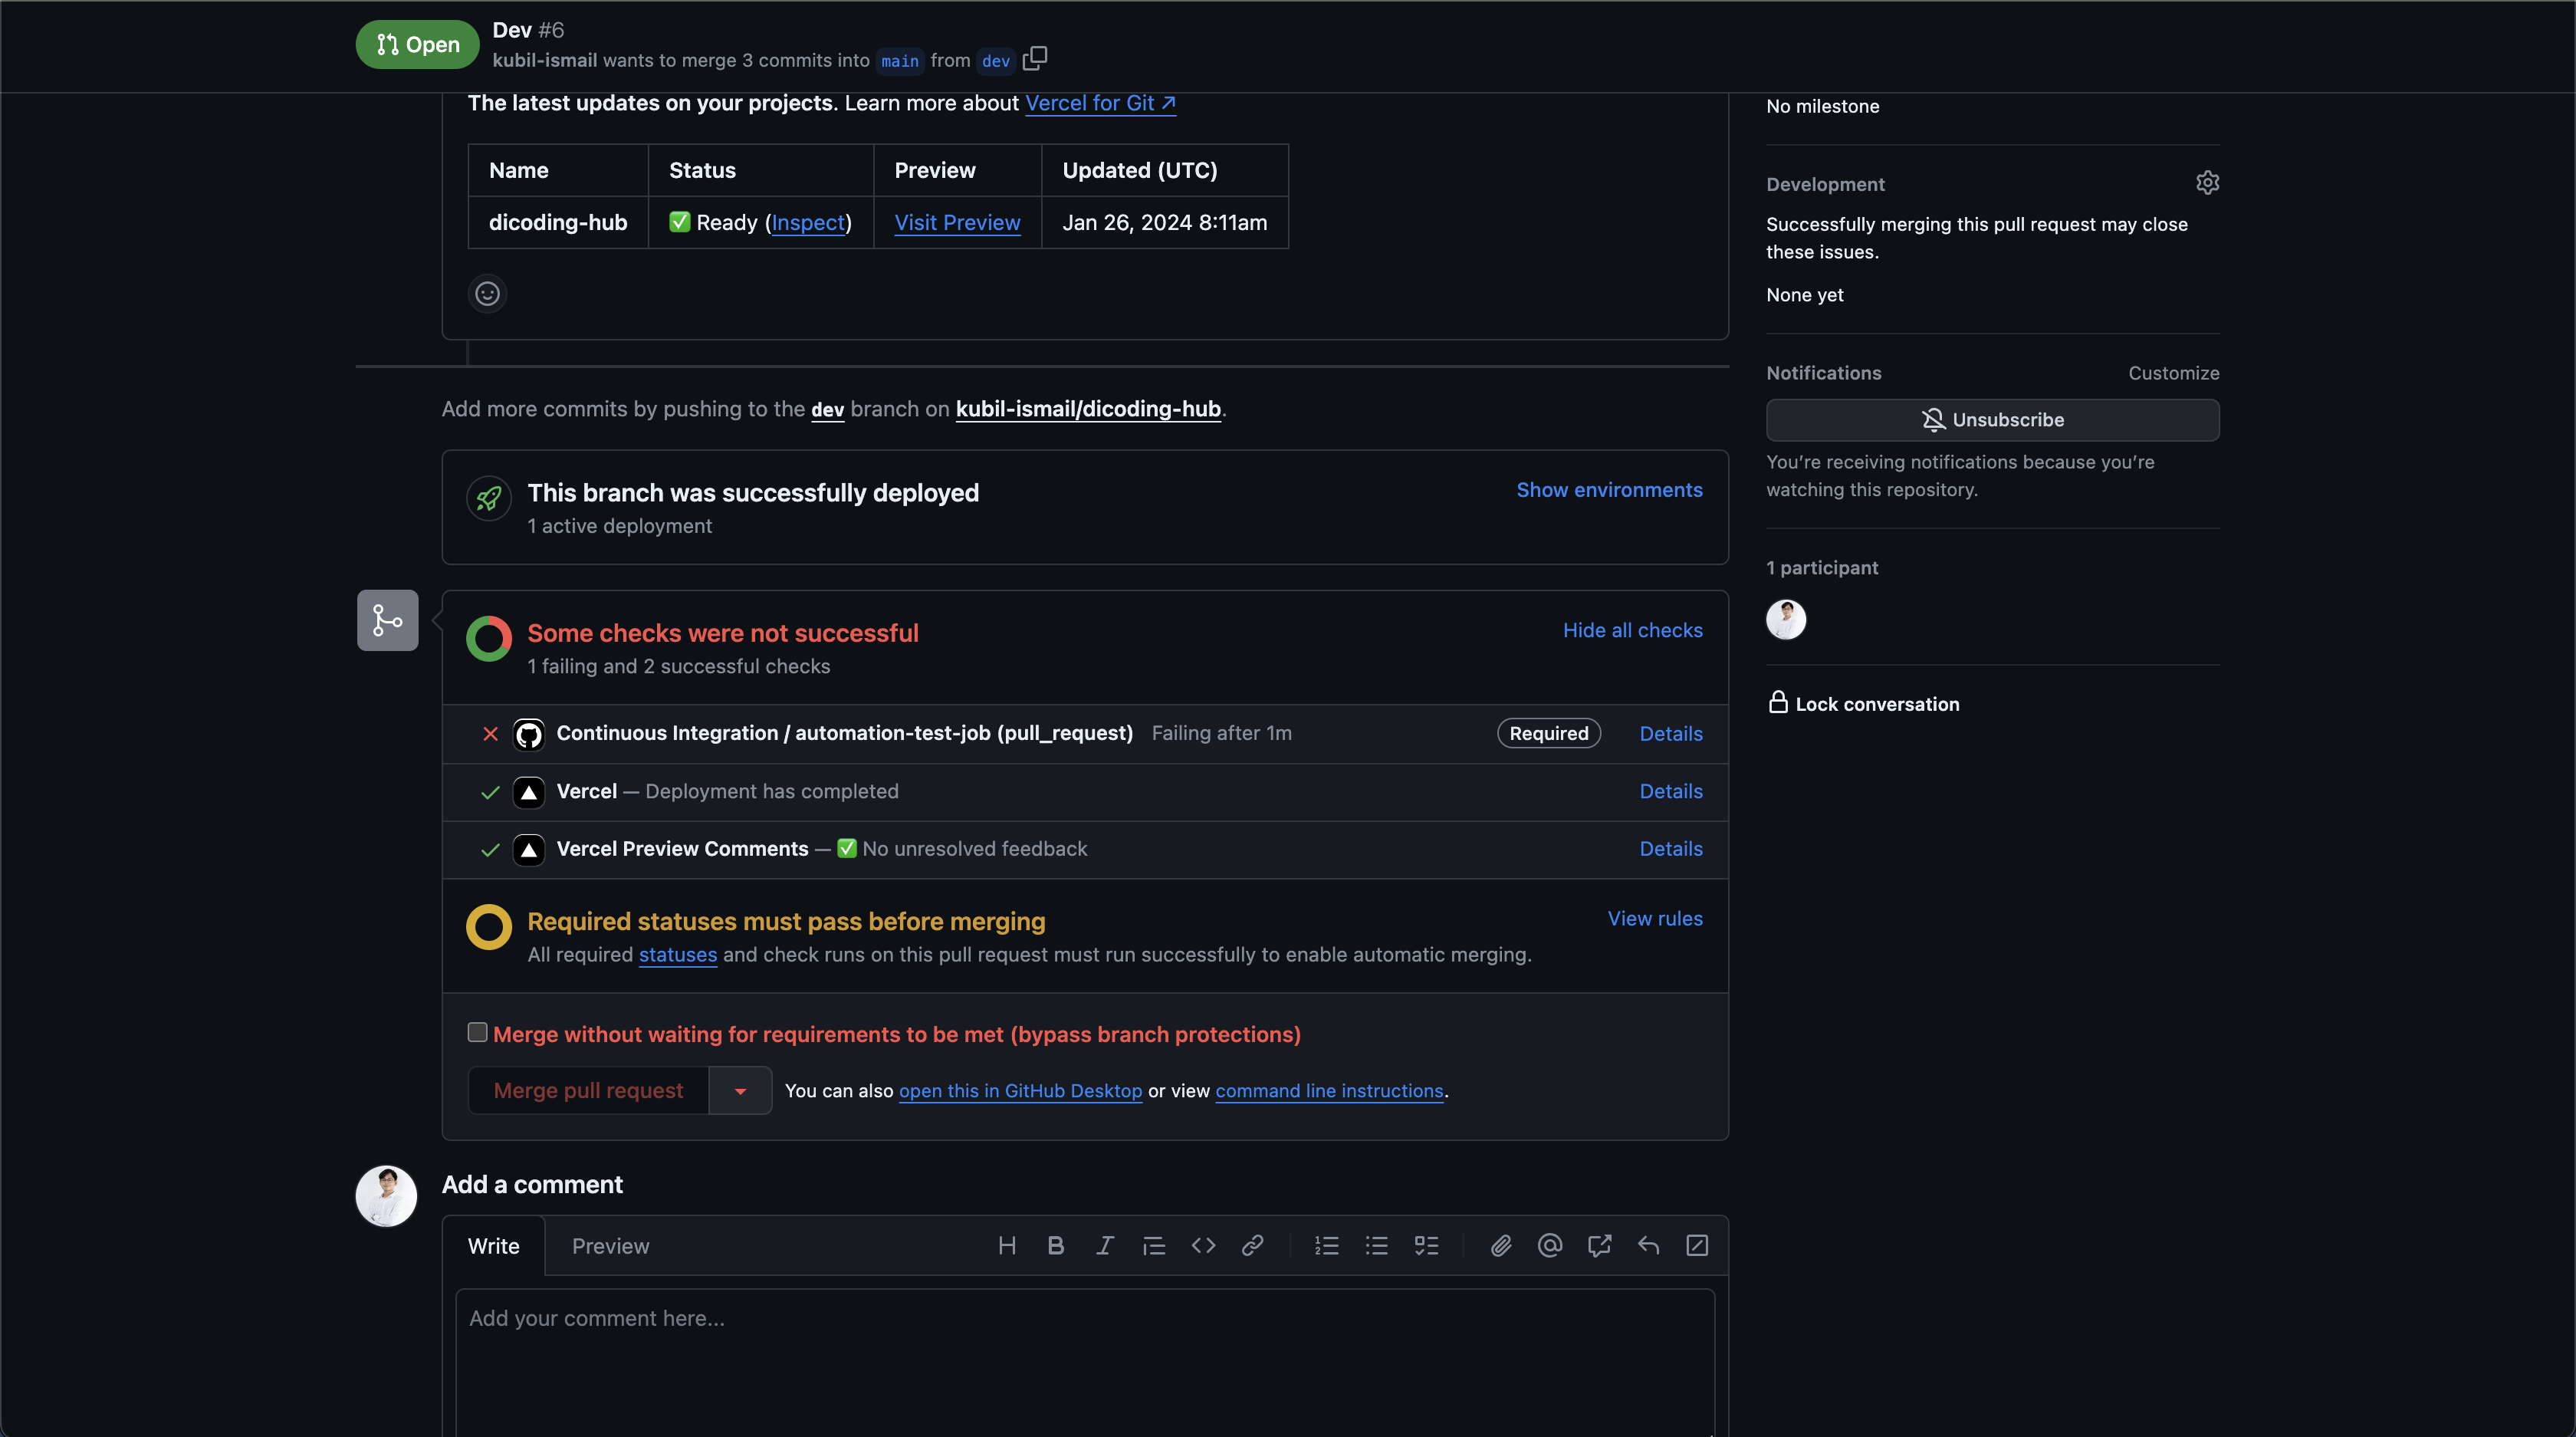 Open
Dev #6
kubil-ismail wants to merge 3 commits into main from dev
The latest updates on your projects. Learn more about Vercel for Git ↗
Name Status Preview Updated (UTC)
dicoding-hub ✅ Ready (Inspect) Visit Preview Jan 26, 2024 8:11am
Add more commits by pushing to the dev branch on kubil-ismail/dicoding-hub.
This branch was successfully deployed
1 active deployment
Show environments
Some checks were not successful
1 failing and 2 successful checks
Hide all checks
Continuous Integration / automation-test-job (pull_request) Failing after 1m Required Details
Vercel — Deployment has completed Details
Vercel Preview Comments — ✅ No unresolved feedback Details
Required statuses must pass before merging
All required statuses and check runs on this pull request must run successfully to enable automatic merging.
View rules
Merge without waiting for requirements to be met (bypass branch protections)
Merge pull request You can also open this in GitHub Desktop or view command line instructions.
Add a comment
Write Preview
Add your comment here...
No milestone
Development
Successfully merging this pull request may close
these issues.
None yet
Notifications Customize
Unsubscribe
You're receiving notifications because you're
watching this repository.
1 participant
Lock conversation